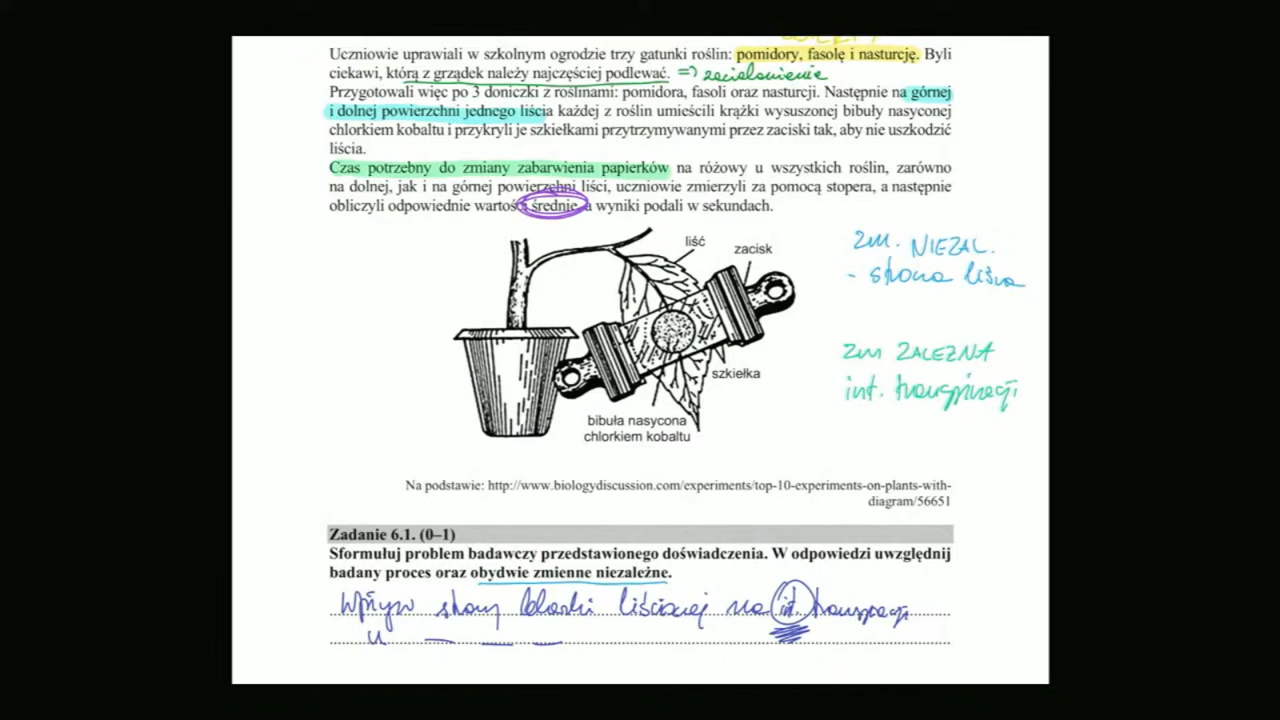 Uczniowie uprawiali w szkolnym ogrodzie trzy gatunki roślin: pomidory, fasolę i nasturcję. Byli
ciekawi, którą z grządek należy najczęściej podlewać. =>
Przygotowali więc po 3 doniczki z roślinami: pomidora, fasoli oraz nasturcji. Następnie na górnej
i dolnej powierzchni jednego liścia każdej z roślin umieścili krążki wysuszonej bibuły nasyconej
chlorkiem kobaltu i przykryli je szkiełkami przytrzymywanymi przez zaciski tak, aby nie uszkodzić
liścia.
Czas potrzebny do zmiany zabarwienia papierków na różowy u wszystkich roślin, zarówno
na dolnej, jak i na górnej powierzchni liści, uczniowie zmierzyli za pomocą stopera, a następnie
obliczyli odpowiednie wartości średnie, a wyniki podali w sekundach.
liść
zacisk
szkiełka
bibuła nasycona
chlorkiem kobaltu
zm. NIEZAL.
- strona liścia
zm ZALEŻNA
int. transpiracji
Na podstawie: http://www.biologydiscussion.com/experiments/top-10-experiments-on-plants-with-
diagram/56651
Zadanie 6.1. (0–1)
Sformułuj problem badawczy przedstawionego doświadczenia. W odpowiedzi uwzględnij
badany proces oraz obydwie zmienne niezależne.
Wpływ strony blaszki liściowej na int. transpiracji
u